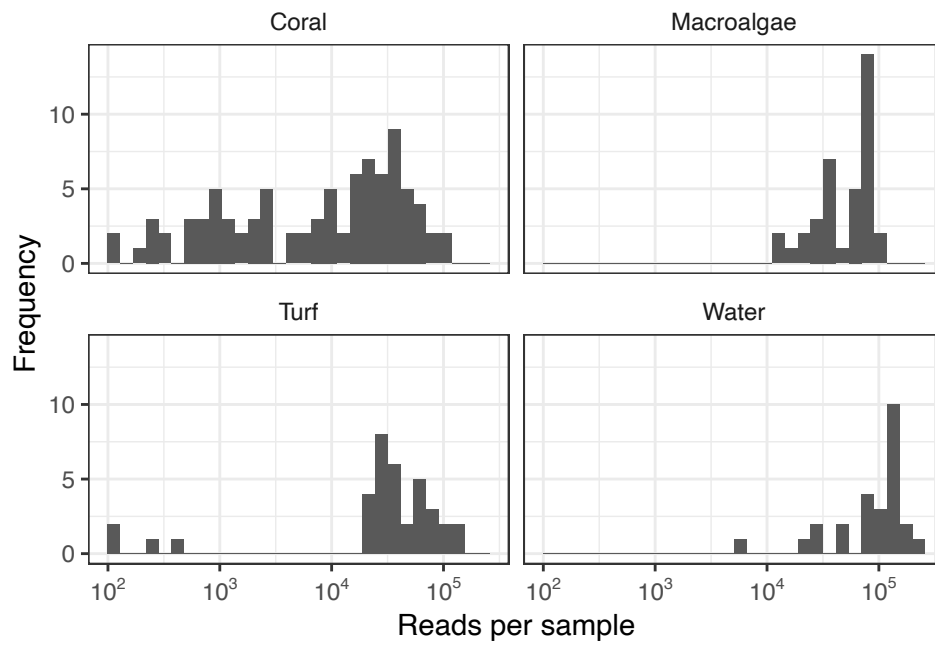 Coral
Macroalgae
10
5
0
Turf
Water
10
5
0
10² 10³ 10⁴ 10⁵
10² 10³ 10⁴ 10⁵
Frequency
Reads per sample